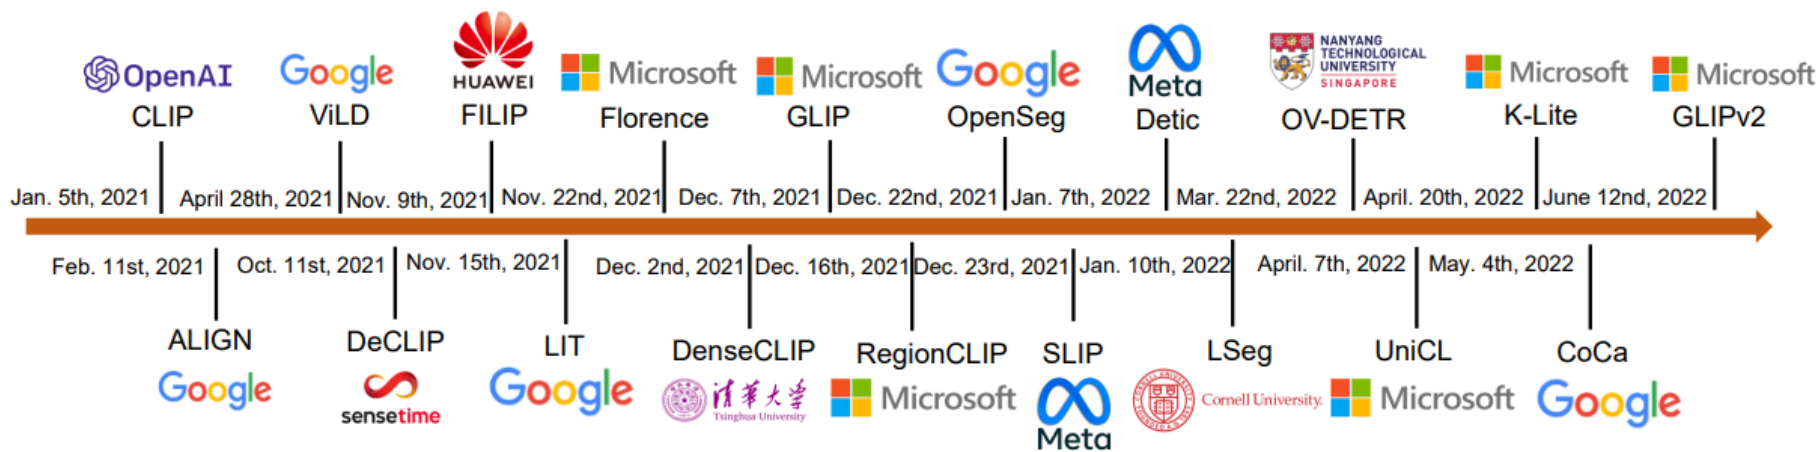 OpenAI
CLIP
Google
ViLD
HUAWEI
FILIP
Microsoft
Florence
Microsoft
GLIP
Google
OpenSeg
Meta
Detic
NANYANG
TECHNOLOGICAL
UNIVERSITY
SINGAPORE
OV-DETR
Microsoft
K-Lite
Microsoft
GLIPv2
Jan. 5th, 2021
April 28th, 2021
Nov. 9th, 2021
Nov. 22nd, 2021
Dec. 7th, 2021
Dec. 22nd, 2021
Jan. 7th, 2022
Mar. 22nd, 2022
April. 20th, 2022
June 12nd, 2022
Feb. 11st, 2021
Oct. 11st, 2021
Nov. 15th, 2021
Dec. 2nd, 2021
Dec. 16th, 2021
Dec. 23rd, 2021
Jan. 10th, 2022
April. 7th, 2022
May. 4th, 2022
ALIGN
Google
DeCLIP
sensetime
LIT
Google
DenseCLIP
清華大学
Tsinghua University
RegionCLIP
Microsoft
SLIP
Meta
LSeg
Cornell University.
UniCL
Microsoft
CoCa
Google